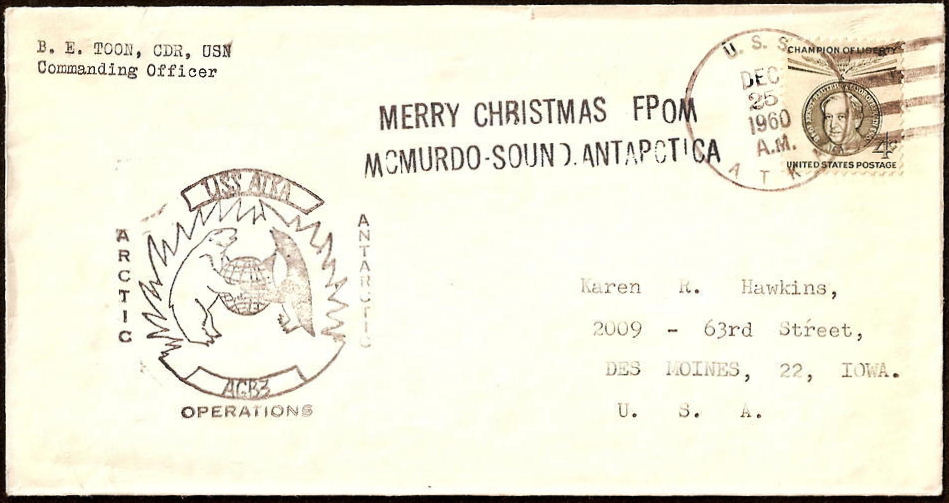 B. E. TOON, CDR, USN
Commanding Officer
MERRY CHRISTMAS FPOM
MCMURDO-SOUND.ANTAPCTICA
U.S.S.
DEC
25
1960
A.M.
ATK
CHAMPION OF LIBERTY
4¢
UNITED STATES POSTAGE
USS ATKA
ARCTIC
ANTARCTIC
AGB3
OPERATIONS
Karen R. Hawkins,
2009 - 63rd Street,
DES MOINES, 22, IOWA.
U. S. A.